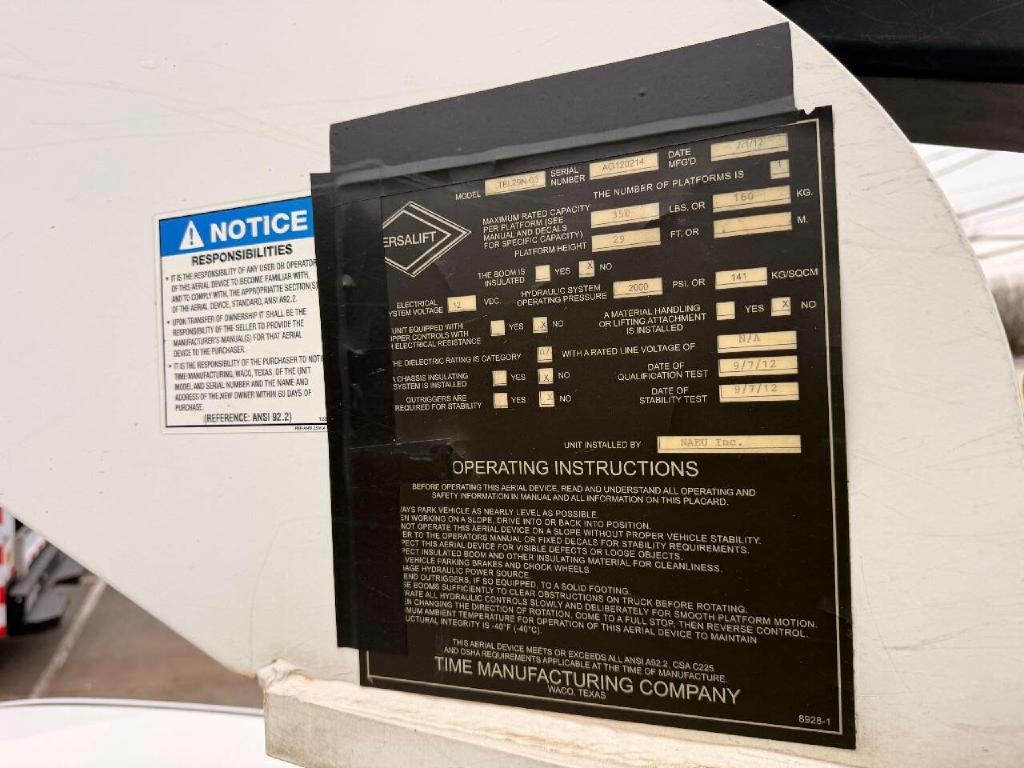 NOTICE
RESPONSIBILITIES
• IT IS THE RESPONSIBILITY OF ANY USER OR OPERATOR
OF THIS AERIAL DEVICE TO BECOME FAMILIAR WITH,
AND TO COMPLY WITH, THE APPROPRIATE SECTION(S)
OF THE AERIAL DEVICE, STANDARD, ANSI A92.2.
• UPON TRANSFER OF OWNERSHIP IT SHALL BE THE
RESPONSIBILITY OF THE SELLER TO PROVIDE THE
MANUFACTURER'S MANUAL(S) FOR THAT AERIAL
DEVICE TO THE PURCHASER.
• IT IS THE RESPONSIBILITY OF THE PURCHASER TO NOTI
TIME-MANUFACTURING, WACO, TEXAS, OF THE UNIT
MODEL AND SERIAL NUMBER AND THE NAME AND
ADDRESS OF THE NEW OWNER WITHIN 60 DAYS OF
PURCHASE.
(REFERENCE: ANSI 92.2)
ERSALIFT
MODEL SERIAL NUMBER AG120214 DATE MFG'D
THE NUMBER OF PLATFORMS IS 1
MAXIMUM RATED CAPACITY
PER PLATFORM (SEE
MANUAL AND DECALS
FOR SPECIFIC CAPACITY) 350 LBS. OR 160 KG.
PLATFORM HEIGHT 29 FT. OR M.
THE BOOM IS
INSULATED YES X NO
ELECTRICAL
YSTEM VOLTAGE 12 VDC. HYDRAULIC SYSTEM
OPERATING PRESSURE 2000 PSI. OR 141 KG/SQCM
UNIT EQUIPPED WITH
PPER CONTROLS WITH
ELECTRICAL RESISTANCE YES X NO
A MATERIAL HANDLING
OR LIFTING ATTACHMENT
IS INSTALLED YES X NO
HE DIELECTRIC RATING IS CATEGORY WITH A RATED LINE VOLTAGE OF N/A
A CHASSIS INSULATING
SYSTEM IS INSTALLED YES X NO
DATE OF
QUALIFICATION TEST 9/7/12
OUTRIGGERS ARE
REQUIRED FOR STABILITY YES X NO
DATE OF
STABILITY TEST 9/7/12
UNIT INSTALLED BY NAEU Inc.
OPERATING INSTRUCTIONS
BEFORE OPERATING THIS AERIAL DEVICE, READ AND UNDERSTAND ALL OPERATING AND
SAFETY INFORMATION IN MANUAL AND ALL INFORMATION ON THIS PLACARD.
AYS PARK VEHICLE AS NEARLY LEVEL AS POSSIBLE.
EN WORKING ON A SLOPE, DRIVE INTO OR BACK INTO POSITION.
NOT OPERATE THIS AERIAL DEVICE ON A SLOPE WITHOUT PROPER VEHICLE STABILITY.
ER TO THE OPERATORS MANUAL OR FIXED DECALS FOR STABILITY REQUIREMENTS.
PECT THIS AERIAL DEVICE FOR VISIBLE DEFECTS OR LOOSE OBJECTS.
PECT INSULATED BOOM AND OTHER INSULATING MATERIAL FOR CLEANLINESS.
VEHICLE PARKING BRAKES AND CHOCK WHEELS.
AGE HYDRAULIC POWER SOURCE.
END OUTRIGGERS, IF SO EQUIPPED, TO A SOLID FOOTING.
SE BOOMS SUFFICIENTLY TO CLEAR OBSTRUCTIONS ON TRUCK BEFORE ROTATING.
RATE ALL HYDRAULIC CONTROLS SLOWLY AND DELIBERATELY FOR SMOOTH PLATFORM MOTION.
EN CHANGING THE DIRECTION OF ROTATION, COME TO A FULL STOP, THEN REVERSE CONTROL.
MUM AMBIENT TEMPERATURE FOR OPERATION OF THIS AERIAL DEVICE TO MAINTAIN
UCTURAL INTEGRITY IS -40°F (-40°C).
THIS AERIAL DEVICE MEETS OR EXCEEDS ALL ANSI A92.2, CSA C225
AND OSHA REQUIREMENTS APPLICABLE AT THE TIME OF MANUFACTURE.
TIME MANUFACTURING COMPANY
WACO, TEXAS
8928-1